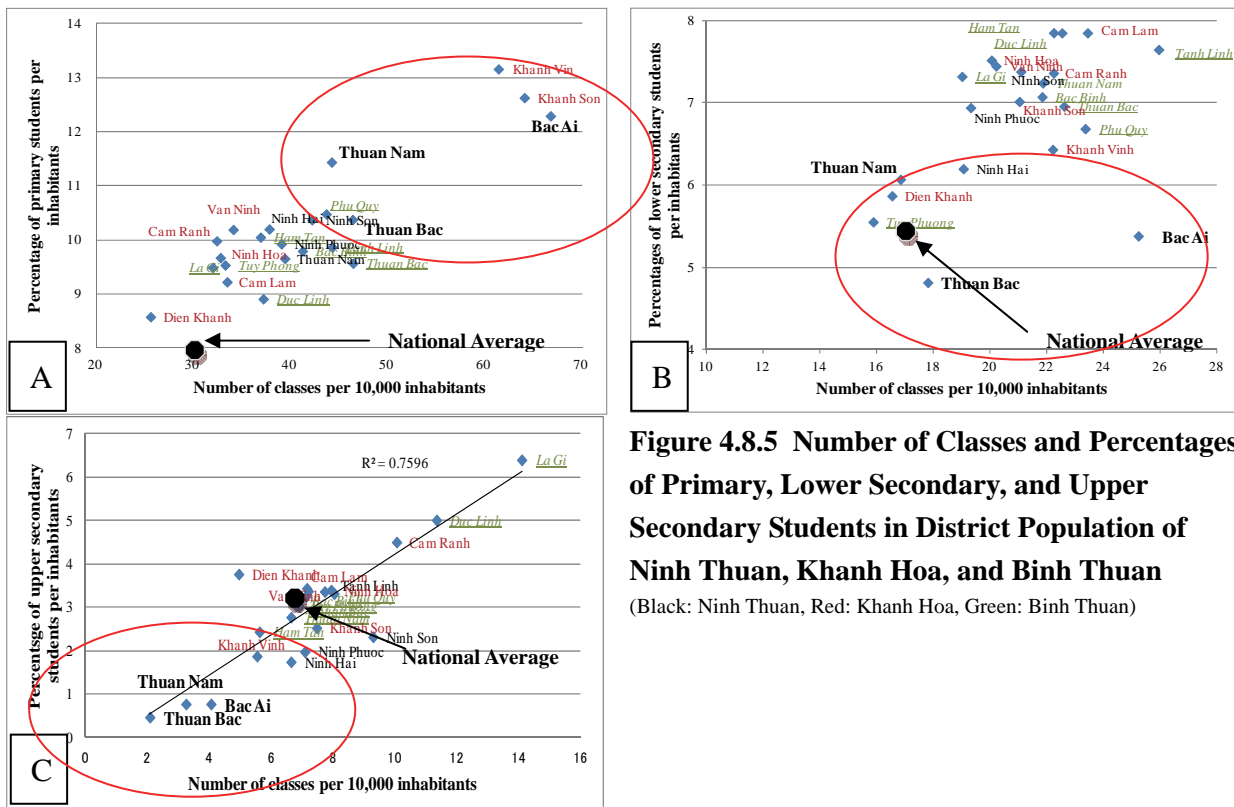 Percentage of primary students per
inhabitants
14
13
12
11
10
9
8
Khanh Vin
Khanh Son
Bac Ai
Thuan Nam
Phu Quy
Van Ninh
Ninh Hai
Ninh Son
Thuan Bac
Cam Ranh
Ham Tan
Ninh Phuoc
Linh
Ninh Hoa
Thuan Nam
Thuan Bac
La Gi
Tuy Phong
Cam Lam
Duc Linh
Dien Khanh
National Average
20 30 40 50 60 70
Number of classes per 10,000 inhabitants
A
Percentages of lower secondary students
per inhabitants
8
7
6
5
4
Ham Tan
Cam Lam
Duc Linh
Tanh Linh
Ninh Hoa
Van Ninh
NInh Son
Cam Ranh
La Gi
Thuan Nam
Bac Binh
Thuan Bac
Khanh Son
Ninh Phuoc
Phu Quy
Khanh Vinh
Thuan Nam
Ninh Hai
Dien Khanh
Tuy Phuong
Bac Ai
Thuan Bac
National Average
10 12 14 16 18 20 22 24 26 28
Number of classes per 10,000 inhabitants
B
Percentsge of upper secondary
students per inhabitants
7
6
5
4
3
2
1
0
R² = 0.7596
La Gi
Duc Linh
Cam Ranh
Dien Khanh
Cam Lam
Tanh Linh
Ninh Hoa
Phu Quy
Ham Tan
Khanh Son
Ninh Son
Khanh Vinh
Ninh Phuoc
National Average
Ninh Hai
Thuan Nam
Bac Ai
Thuan Bac
0 2 4 6 8 10 12 14 16
Number of classes per 10,000 inhabitants
C
Figure 4.8.5 Number of Classes and Percentages
of Primary, Lower Secondary, and Upper
Secondary Students in District Population of
Ninh Thuan, Khanh Hoa, and Binh Thuan
(Black: Ninh Thuan, Red: Khanh Hoa, Green: Binh Thuan)